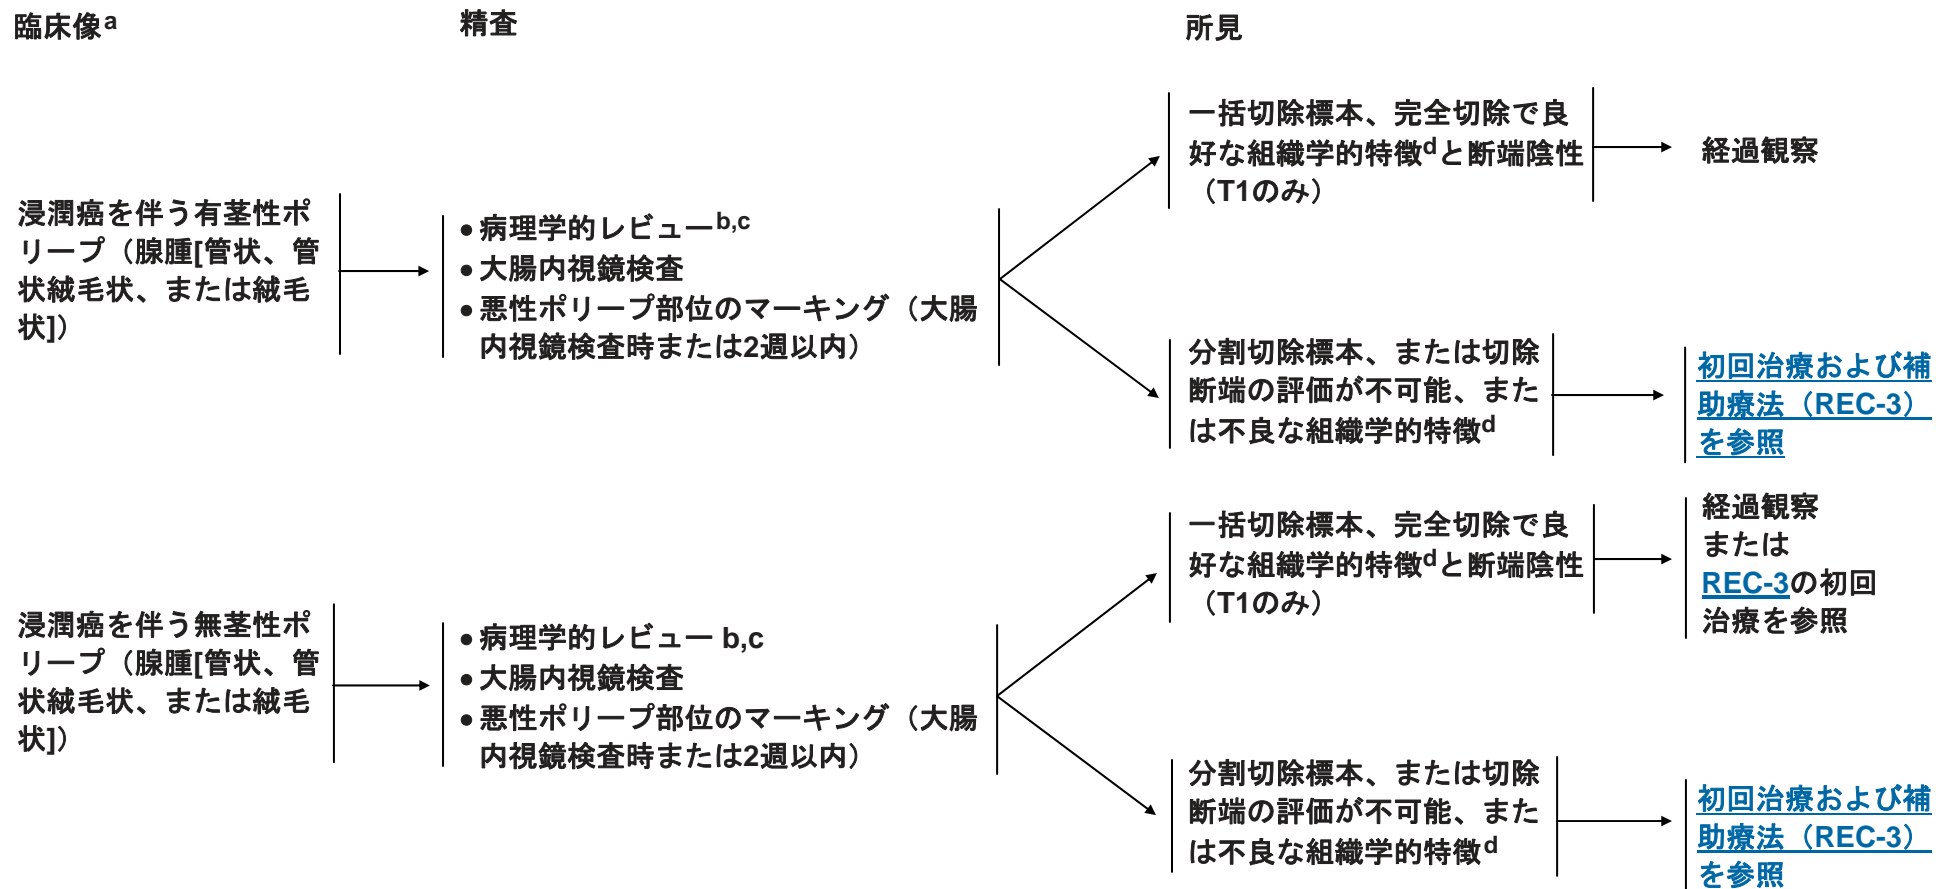 臨床像a
精査
所見
浸潤癌を伴う有茎性ポ
リープ（腺腫[管状、管
状絨毛状、または絨毛
状]）
●病理学的レビューb,c
●大腸内視鏡検査
●悪性ポリープ部位のマーキング（大腸
内視鏡検査時または2週以内）
一括切除標本、完全切除で良
好な組織学的特徴dと断端陰性
（T1のみ）
経過観察
分割切除標本、または切除
断端の評価が不可能、また
は不良な組織学的特徴d
初回治療および補
助療法（REC-3）
を参照
浸潤癌を伴う無茎性ポ
リープ（腺腫[管状、管
状絨毛状、または絨毛
状]）
●病理学的レビュー b,c
●大腸内視鏡検査
●悪性ポリープ部位のマーキング（大腸
内視鏡検査時または2週以内）
一括切除標本、完全切除で良
好な組織学的特徴dと断端陰性
（T1のみ）
経過観察
または
REC-3の初回
治療を参照
分割切除標本、または切除
断端の評価が不可能、また
は不良な組織学的特徴d
初回治療および補
助療法（REC-3）
を参照